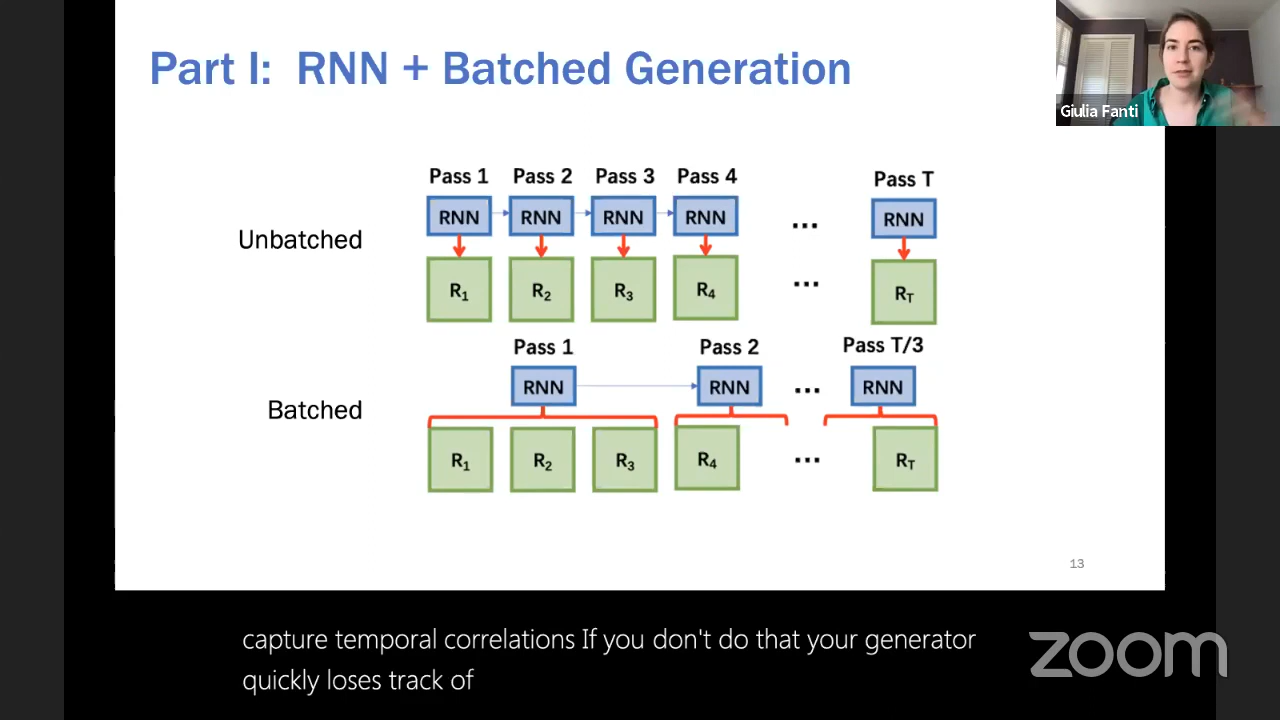 Part I: RNN + Batched Generation
Giulia Fanti
Pass 1 Pass 2 Pass 3 Pass 4 Pass T
Unbatched
RNN RNN RNN RNN ... RNN
R₁ R₂ R₃ R₄ ... R_T
Pass 1 Pass 2 Pass T/3
Batched
RNN RNN ... RNN
R₁ R₂ R₃ R₄ ... R_T
13
capture temporal correlations If you don't do that your generator
quickly loses track of
zoom